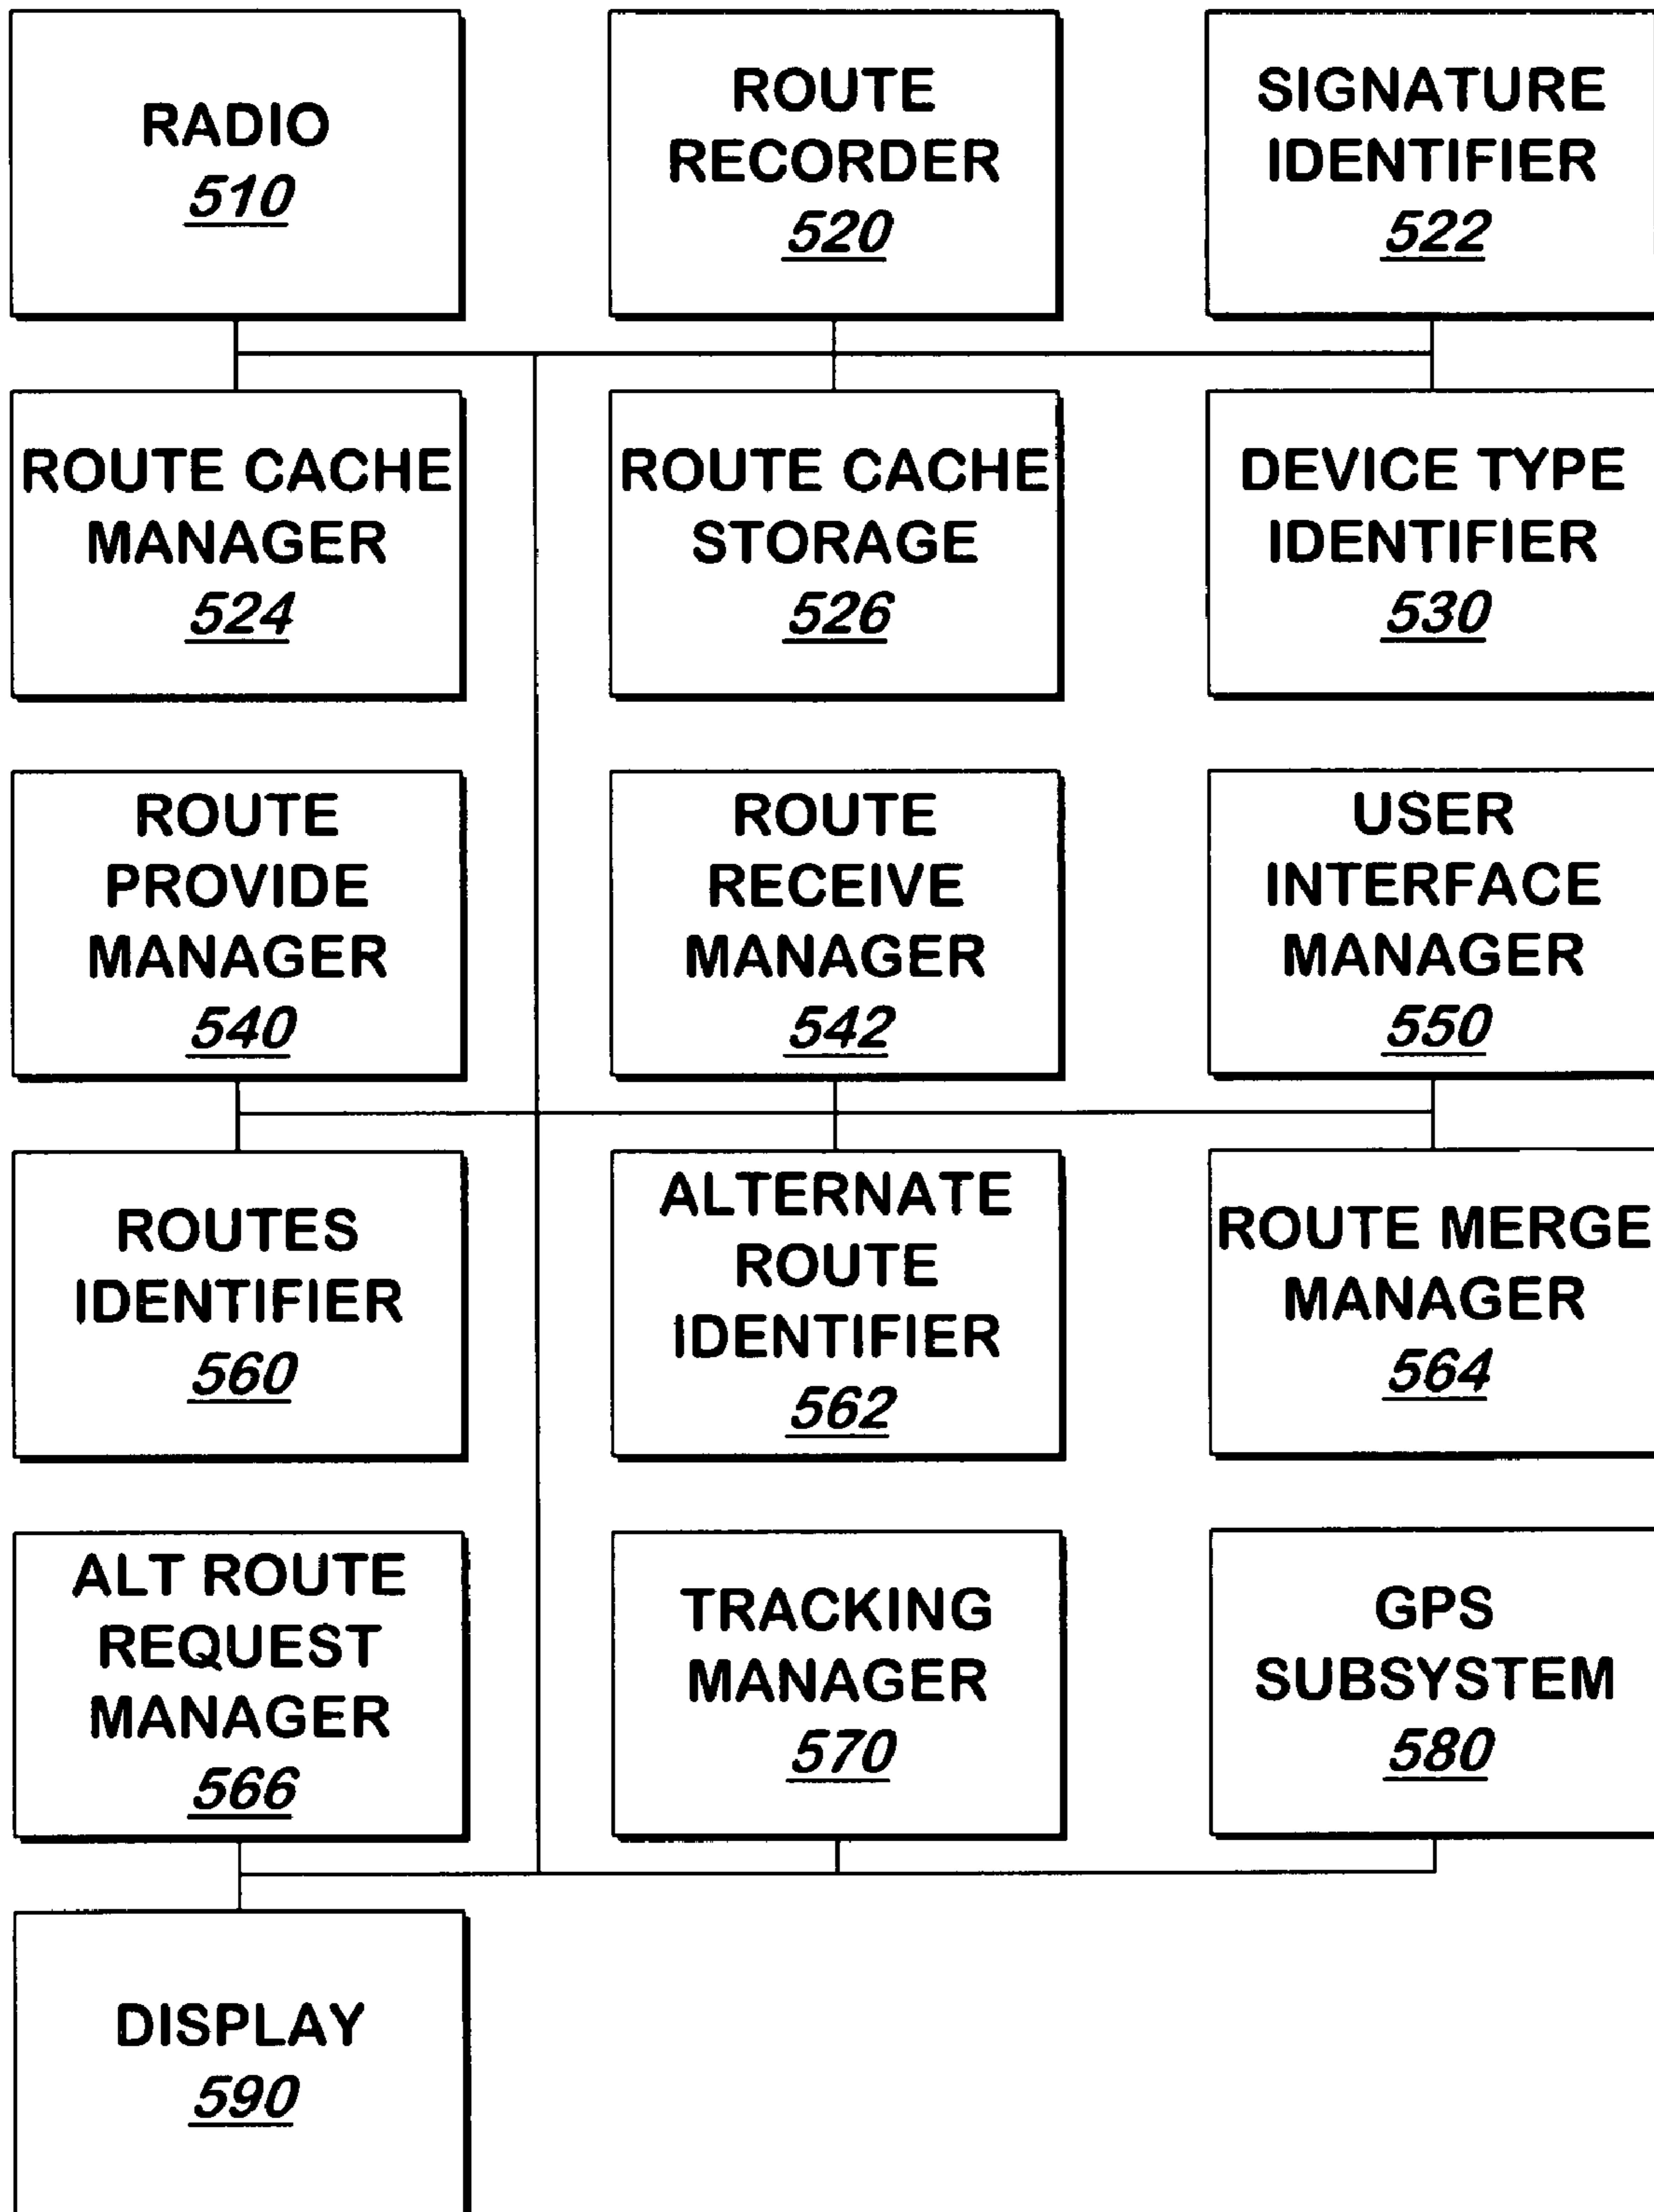 RADIO
510
ROUTE
RECORDER
520
SIGNATURE
IDENTIFIER
522
ROUTE CACHE
MANAGER
524
ROUTE CACHE
STORAGE
526
DEVICE TYPE
IDENTIFIER
530
ROUTE
PROVIDE
MANAGER
540
ROUTE
RECEIVE
MANAGER
542
USER
INTERFACE
MANAGER
550
ROUTES
IDENTIFIER
560
ALTERNATE
ROUTE
IDENTIFIER
562
ROUTE MERGE
MANAGER
564
ALT ROUTE
REQUEST
MANAGER
566
TRACKING
MANAGER
570
GPS
SUBSYSTEM
580
DISPLAY
590